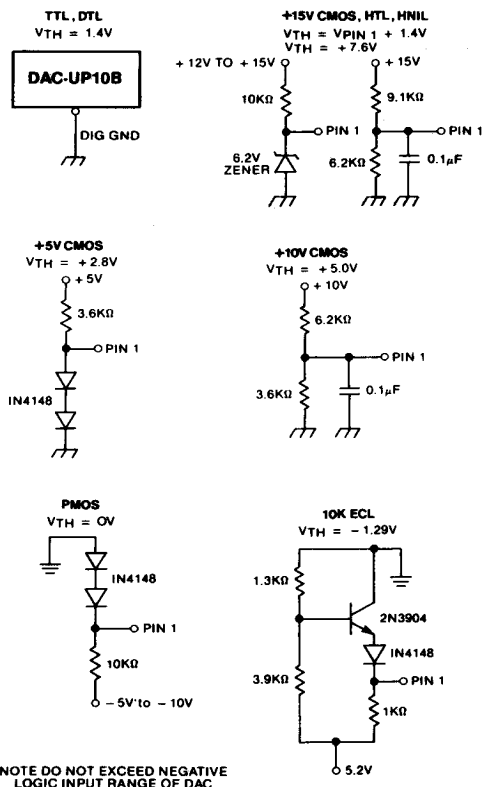 TTL, DTL
VTH = 1.4V
DAC-UP10B
DIG GND
+15V CMOS, HTL, HNIL
VTH = VPIN 1 + 1.4V
VTH = +7.6V
+ 12V TO + 15V
10KΩ
PIN 1
6.2V
ZENER
+ 15V
9.1KΩ
PIN 1
6.2KΩ
0.1μF
+5V CMOS
VTH = +2.8V
+ 5V
3.6KΩ
PIN 1
IN4148
+10V CMOS
VTH = +5.0V
+ 10V
6.2KΩ
PIN 1
3.6KΩ
0.1μF
PMOS
VTH = OV
IN4148
PIN 1
10KΩ
- 5V to - 10V
10K ECL
VTH = - 1.29V
1.3KΩ
2N3904
IN4148
3.9KΩ
PIN 1
1KΩ
5.2V
NOTE DO NOT EXCEED NEGATIVE
LOGIC INPUT RANGE OF DAC